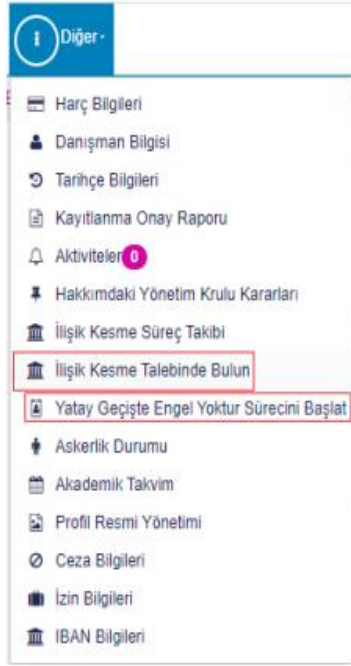 Diğer
Harç Bilgileri
Danışman Bilgisi
Tarihçe Bilgileri
Kayıtlanma Onay Raporu
Aktiviteler 0
Hakkımdaki Yönetim Krulu Kararları
İlişik Kesme Süreç Takibi
İlişik Kesme Talebinde Bulun
Yatay Geçişte Engel Yoktur Sürecini Başlat
Askerlik Durumu
Akademik Takvim
Profil Resmi Yönetimi
Ceza Bilgileri
İzin Bilgileri
IBAN Bilgileri